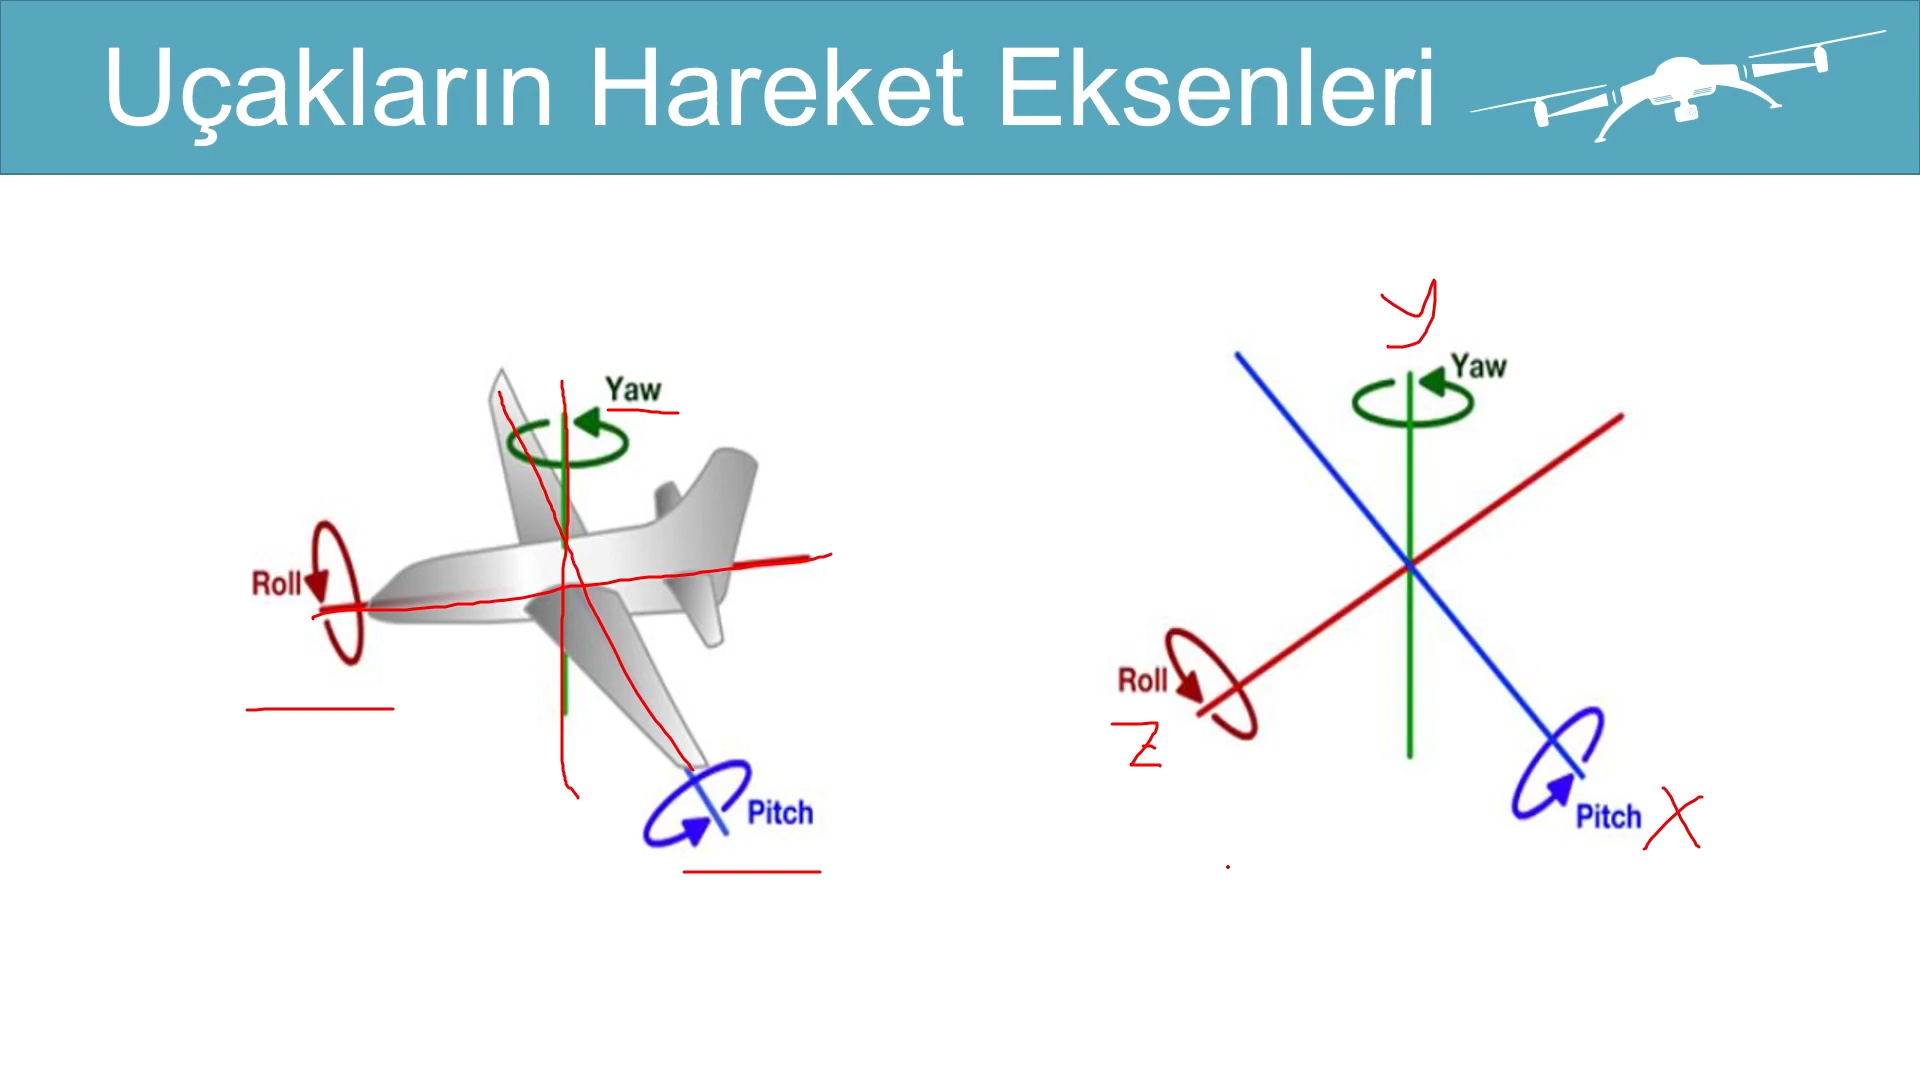 Uçakların Hareket Eksenleri
Yaw
Roll
Pitch
y
Yaw
Roll
Z
Pitch X